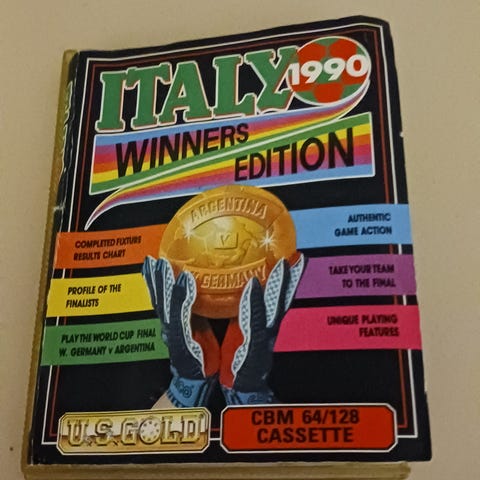 ITALY 1990
WINNERS
EDITION
ARGENTINA
V
W. GERMANY
COMPLETED FIXTURE
RESULTS CHART
PROFILE OF THE
FINALISTS
PLAY THE WORLD CUP FINAL
W. GERMANY v ARGENTINA
AUTHENTIC
GAME ACTION
TAKE YOUR TEAM
TO THE FINAL
UNIQUE PLAYING
FEATURES
U.S. GOLD
CBM 64/128
CASSETTE